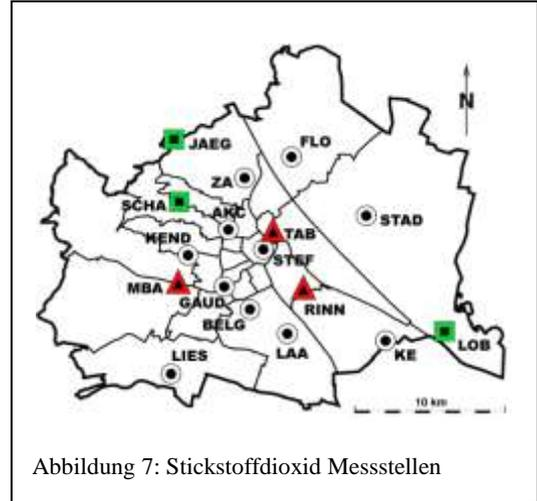 N
JAEG
FLO
ZA
SCHA
AKC
STAD
TAB
KEND
STEF
MBA
GAUD
RINN
BELG
LOB
LAA
KE
LIES
10 km
Abbildung 7: Stickstoffdioxid Messstellen